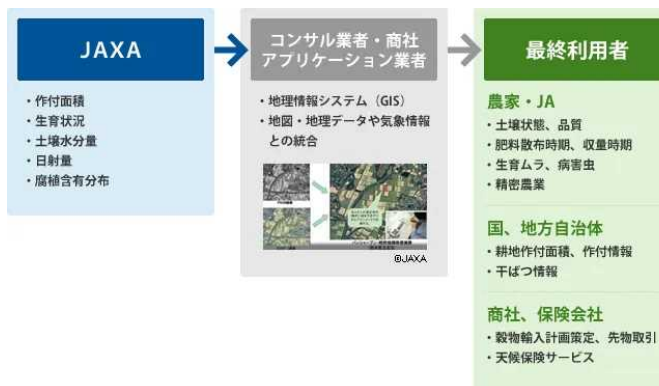 JAXA
・作付面積
・生育状況
・土壌水分量
・日射量
・腐植含有分布
コンサル業者・商社
アプリケーション業者
・地理情報システム（GIS）
・地図・地理データや気象情報
との統合
©JAXA
最終利用者
農家・JA
・土壌状態、品質
・肥料散布時期、収量時期
・生育ムラ、病害虫
・精密農業
国、地方自治体
・耕地作付面積、作付情報
・干ばつ情報
商社、保険会社
・穀物輸入計画策定、先物取引
・天候保険サービス